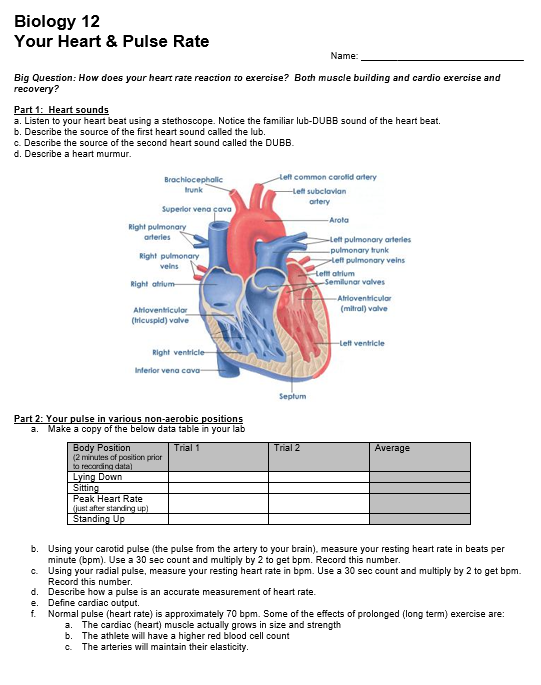 Biology 12
Your Heart & Pulse Rate
Name:
Big Question: How does your heart rate reaction to exercise? Both muscle building and cardio exercise and
recovery?
Part 1: Heart sounds
a. Listen to your heart beat using a stethoscope. Notice the familiar lub-DUBB sound of the heart beat.
b. Describe the source of the first heart sound called the lub.
c. Describe the source of the second heart sound called the DUBB.
d. Describe a heart murmur.
Brachiocephalic
trunk
Superior vena cava
Right pulmonary
arteries
Right pulmonary
veins
Right atrium
Atrioventricular
(tricuspid) valve
Right ventricle
Inferior vena cava
Left common carotid artery
Left subclavian
artery
Arota
Left pulmonary arteries
pulmonary trunk
Left pulmonary veins
Leftt atrium
Semilunar valves
Atrioventricular
(mitral) valve
Left ventricle
Septum
Part 2: Your pulse in various non-aerobic positions
a. Make a copy of the below data table in your lab
Body Position Trial 1 Trial 2 Average
(2 minutes of position prior
to recording data)
Lying Down
Sitting
Peak Heart Rate
(just after standing up)
Standing Up
b. Using your carotid pulse (the pulse from the artery to your brain), measure your resting heart rate in beats per
minute (bpm). Use a 30 sec count and multiply by 2 to get bpm. Record this number.
c. Using your radial pulse, measure your resting heart rate in bpm. Use a 30 sec count and multiply by 2 to get bpm.
Record this number.
d. Describe how a pulse is an accurate measurement of heart rate.
e. Define cardiac output.
f. Normal pulse (heart rate) is approximately 70 bpm. Some of the effects of prolonged (long term) exercise are:
a. The cardiac (heart) muscle actually grows in size and strength
b. The athlete will have a higher red blood cell count
c. The arteries will maintain their elasticity.